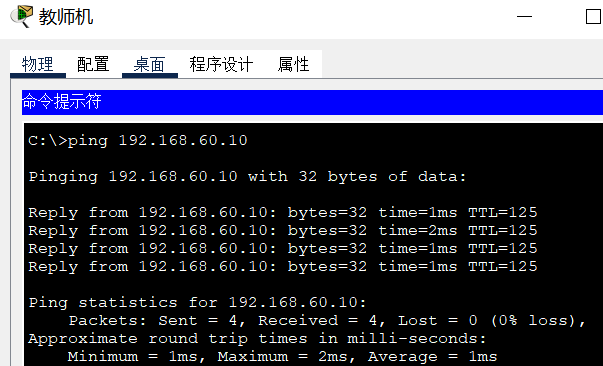 教师机
物理 配置 桌面 程序设计 属性
命令提示符
C:\>ping 192.168.60.10
Pinging 192.168.60.10 with 32 bytes of data:
Reply from 192.168.60.10: bytes=32 time=1ms TTL=125
Reply from 192.168.60.10: bytes=32 time=2ms TTL=125
Reply from 192.168.60.10: bytes=32 time=1ms TTL=125
Reply from 192.168.60.10: bytes=32 time=1ms TTL=125
Ping statistics for 192.168.60.10:
    Packets: Sent = 4, Received = 4, Lost = 0 (0% loss),
Approximate round trip times in milli-seconds:
    Minimum = 1ms, Maximum = 2ms, Average = 1ms